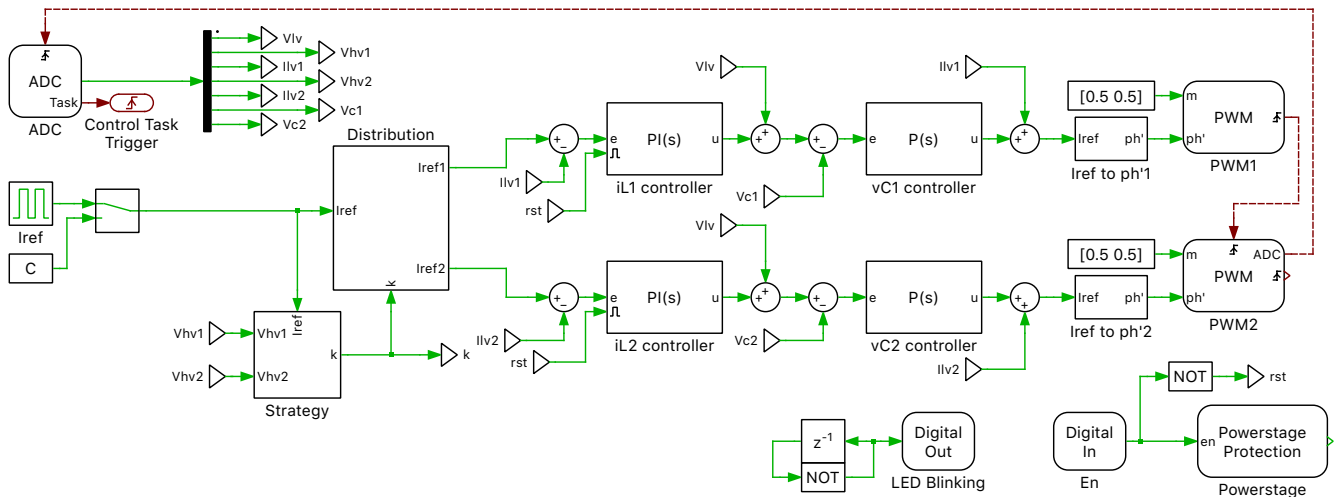 ADC
Task
ADC
Control Task
Trigger
Vlv
Vhv1
Ilv1
Vhv2
Ilv2
Vc1
Vc2
Iref
C
Distribution
Iref
Iref1
Iref2
k
Vhv1
Vhv2
Vhv1
Vhv2
Iref
k
Strategy
k
Ilv1
rst
+
−
e
PI(s)
u
iL1 controller
Vlv
+
+
Vc1
+
−
e
P(s)
u
vC1 controller
Ilv1
+
+
[0.5 0.5]
Iref
ph'
Iref to ph'1
m
ph'
PWM
PWM1
Ilv2
rst
+
−
e
PI(s)
u
iL2 controller
Vlv
+
+
Vc2
+
−
e
P(s)
u
vC2 controller
Ilv2
+
+
[0.5 0.5]
Iref
ph'
Iref to ph'2
m
ph'
ADC
PWM
PWM2
z-1
NOT
Digital
Out
LED Blinking
Digital
In
En
NOT
rst
en
Powerstage
Protection
Powerstage